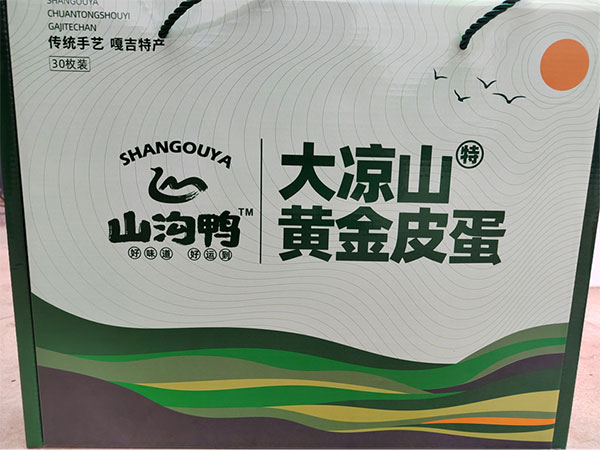 SHANGOUYA
CHUANTONGSHOUYI
GAJITECHAN
传统手艺 嘎吉特产
30枚装
SHANGOUYA
山沟鸭™
好味道 好运到
大凉山 特
黄金皮蛋